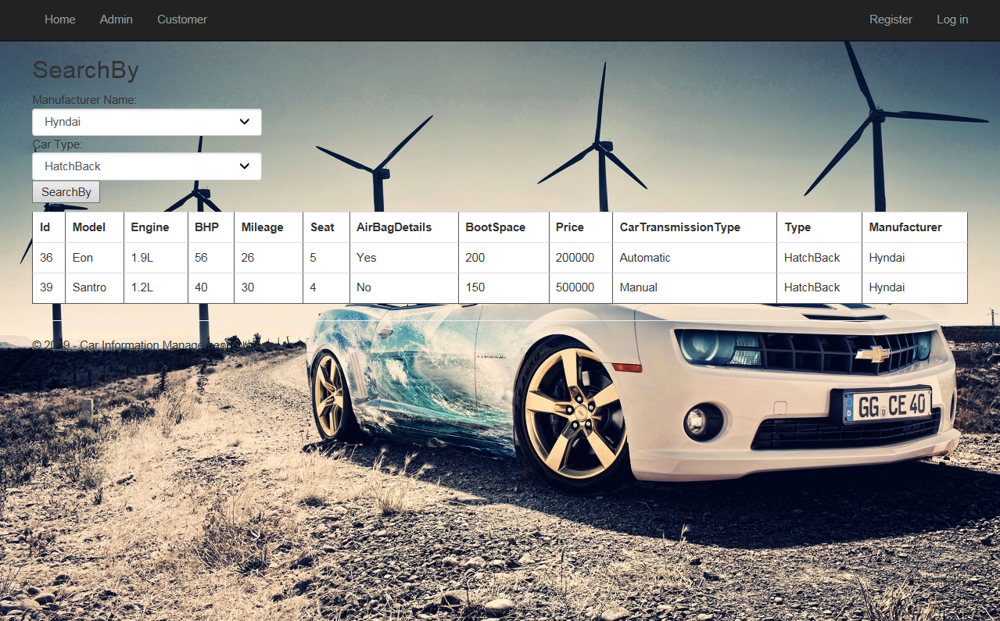 Home Admin Customer Register Log in
SearchBy
Manufacturer Name:
Hyndai
Car Type:
HatchBack
SearchBy
Id Model Engine BHP Mileage Seat AirBagDetails BootSpace Price CarTransmissionType Type Manufacturer
36 Eon 1.9L 56 26 5 Yes 200 200000 Automatic HatchBack Hyndai
39 Santro 1.2L 40 30 4 No 150 500000 Manual HatchBack Hyndai
© 2019 - Car Information Management
GG CE 40
D